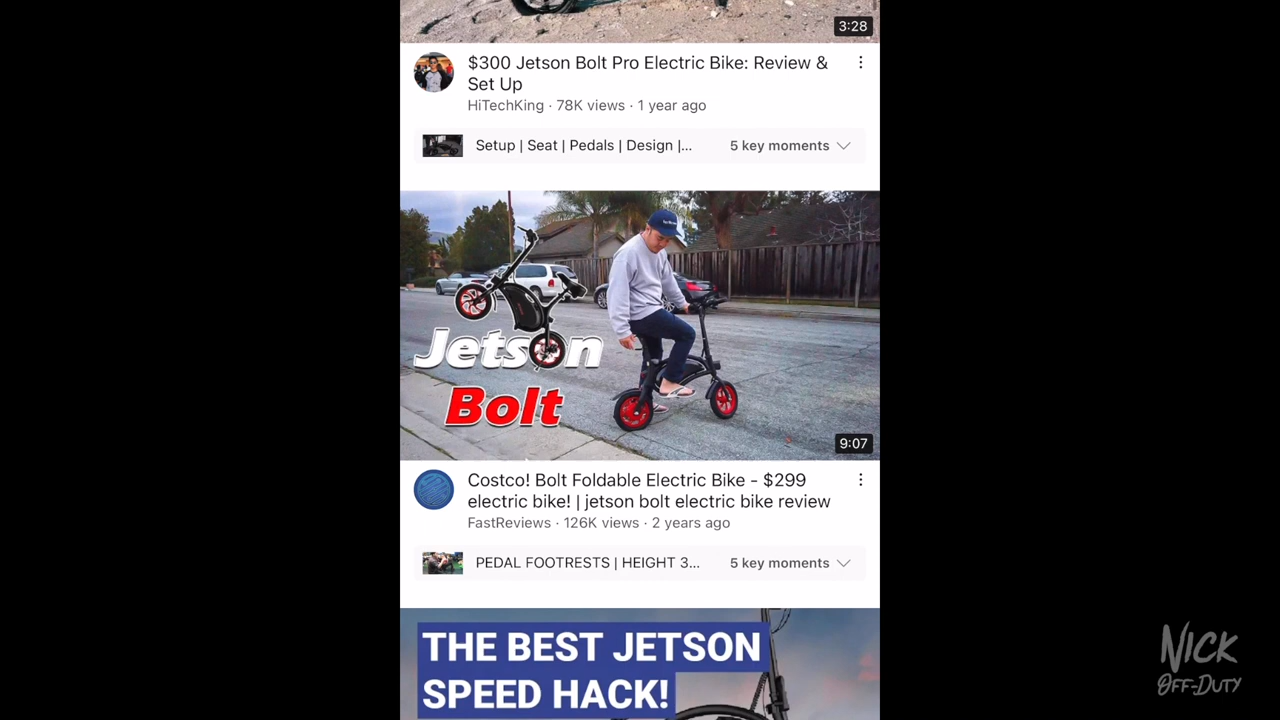 3:28
$300 Jetson Bolt Pro Electric Bike: Review &
Set Up
HiTechKing · 78K views · 1 year ago
Setup | Seat | Pedals | Design |...
5 key moments
Jetson
Bolt
9:07
Costco! Bolt Foldable Electric Bike - $299
electric bike! | jetson bolt electric bike review
FastReviews · 126K views · 2 years ago
PEDAL FOOTRESTS | HEIGHT 3...
5 key moments
THE BEST JETSON
SPEED HACK!
NICK
OFF-DUTY